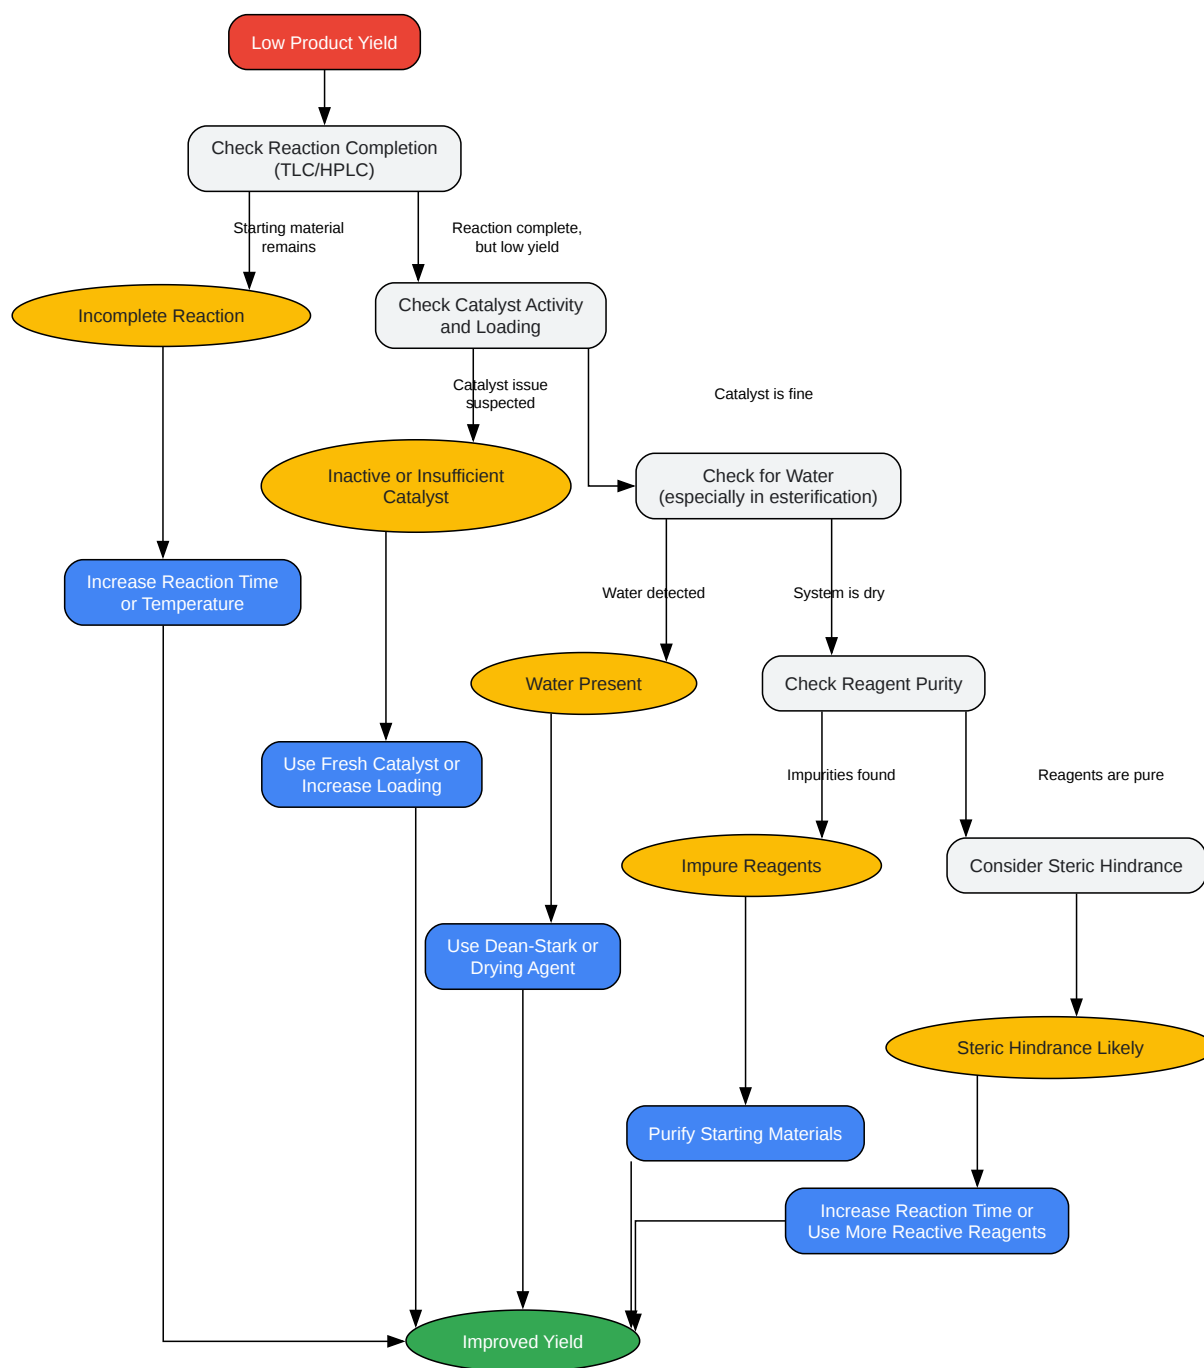 Low Product Yield
Check Reaction Completion
(TLC/HPLC)
Starting material
remains
Reaction complete,
but low yield
Incomplete Reaction
Check Catalyst Activity
and Loading
Catalyst issue
suspected
Catalyst is fine
Inactive or Insufficient
Catalyst
Check for Water
(especially in esterification)
Increase Reaction Time
or Temperature
Water detected
System is dry
Water Present
Check Reagent Purity
Use Fresh Catalyst or
Increase Loading
Impurities found
Reagents are pure
Impure Reagents
Consider Steric Hindrance
Use Dean-Stark or
Drying Agent
Steric Hindrance Likely
Purify Starting Materials
Increase Reaction Time or
Use More Reactive Reagents
Improved Yield